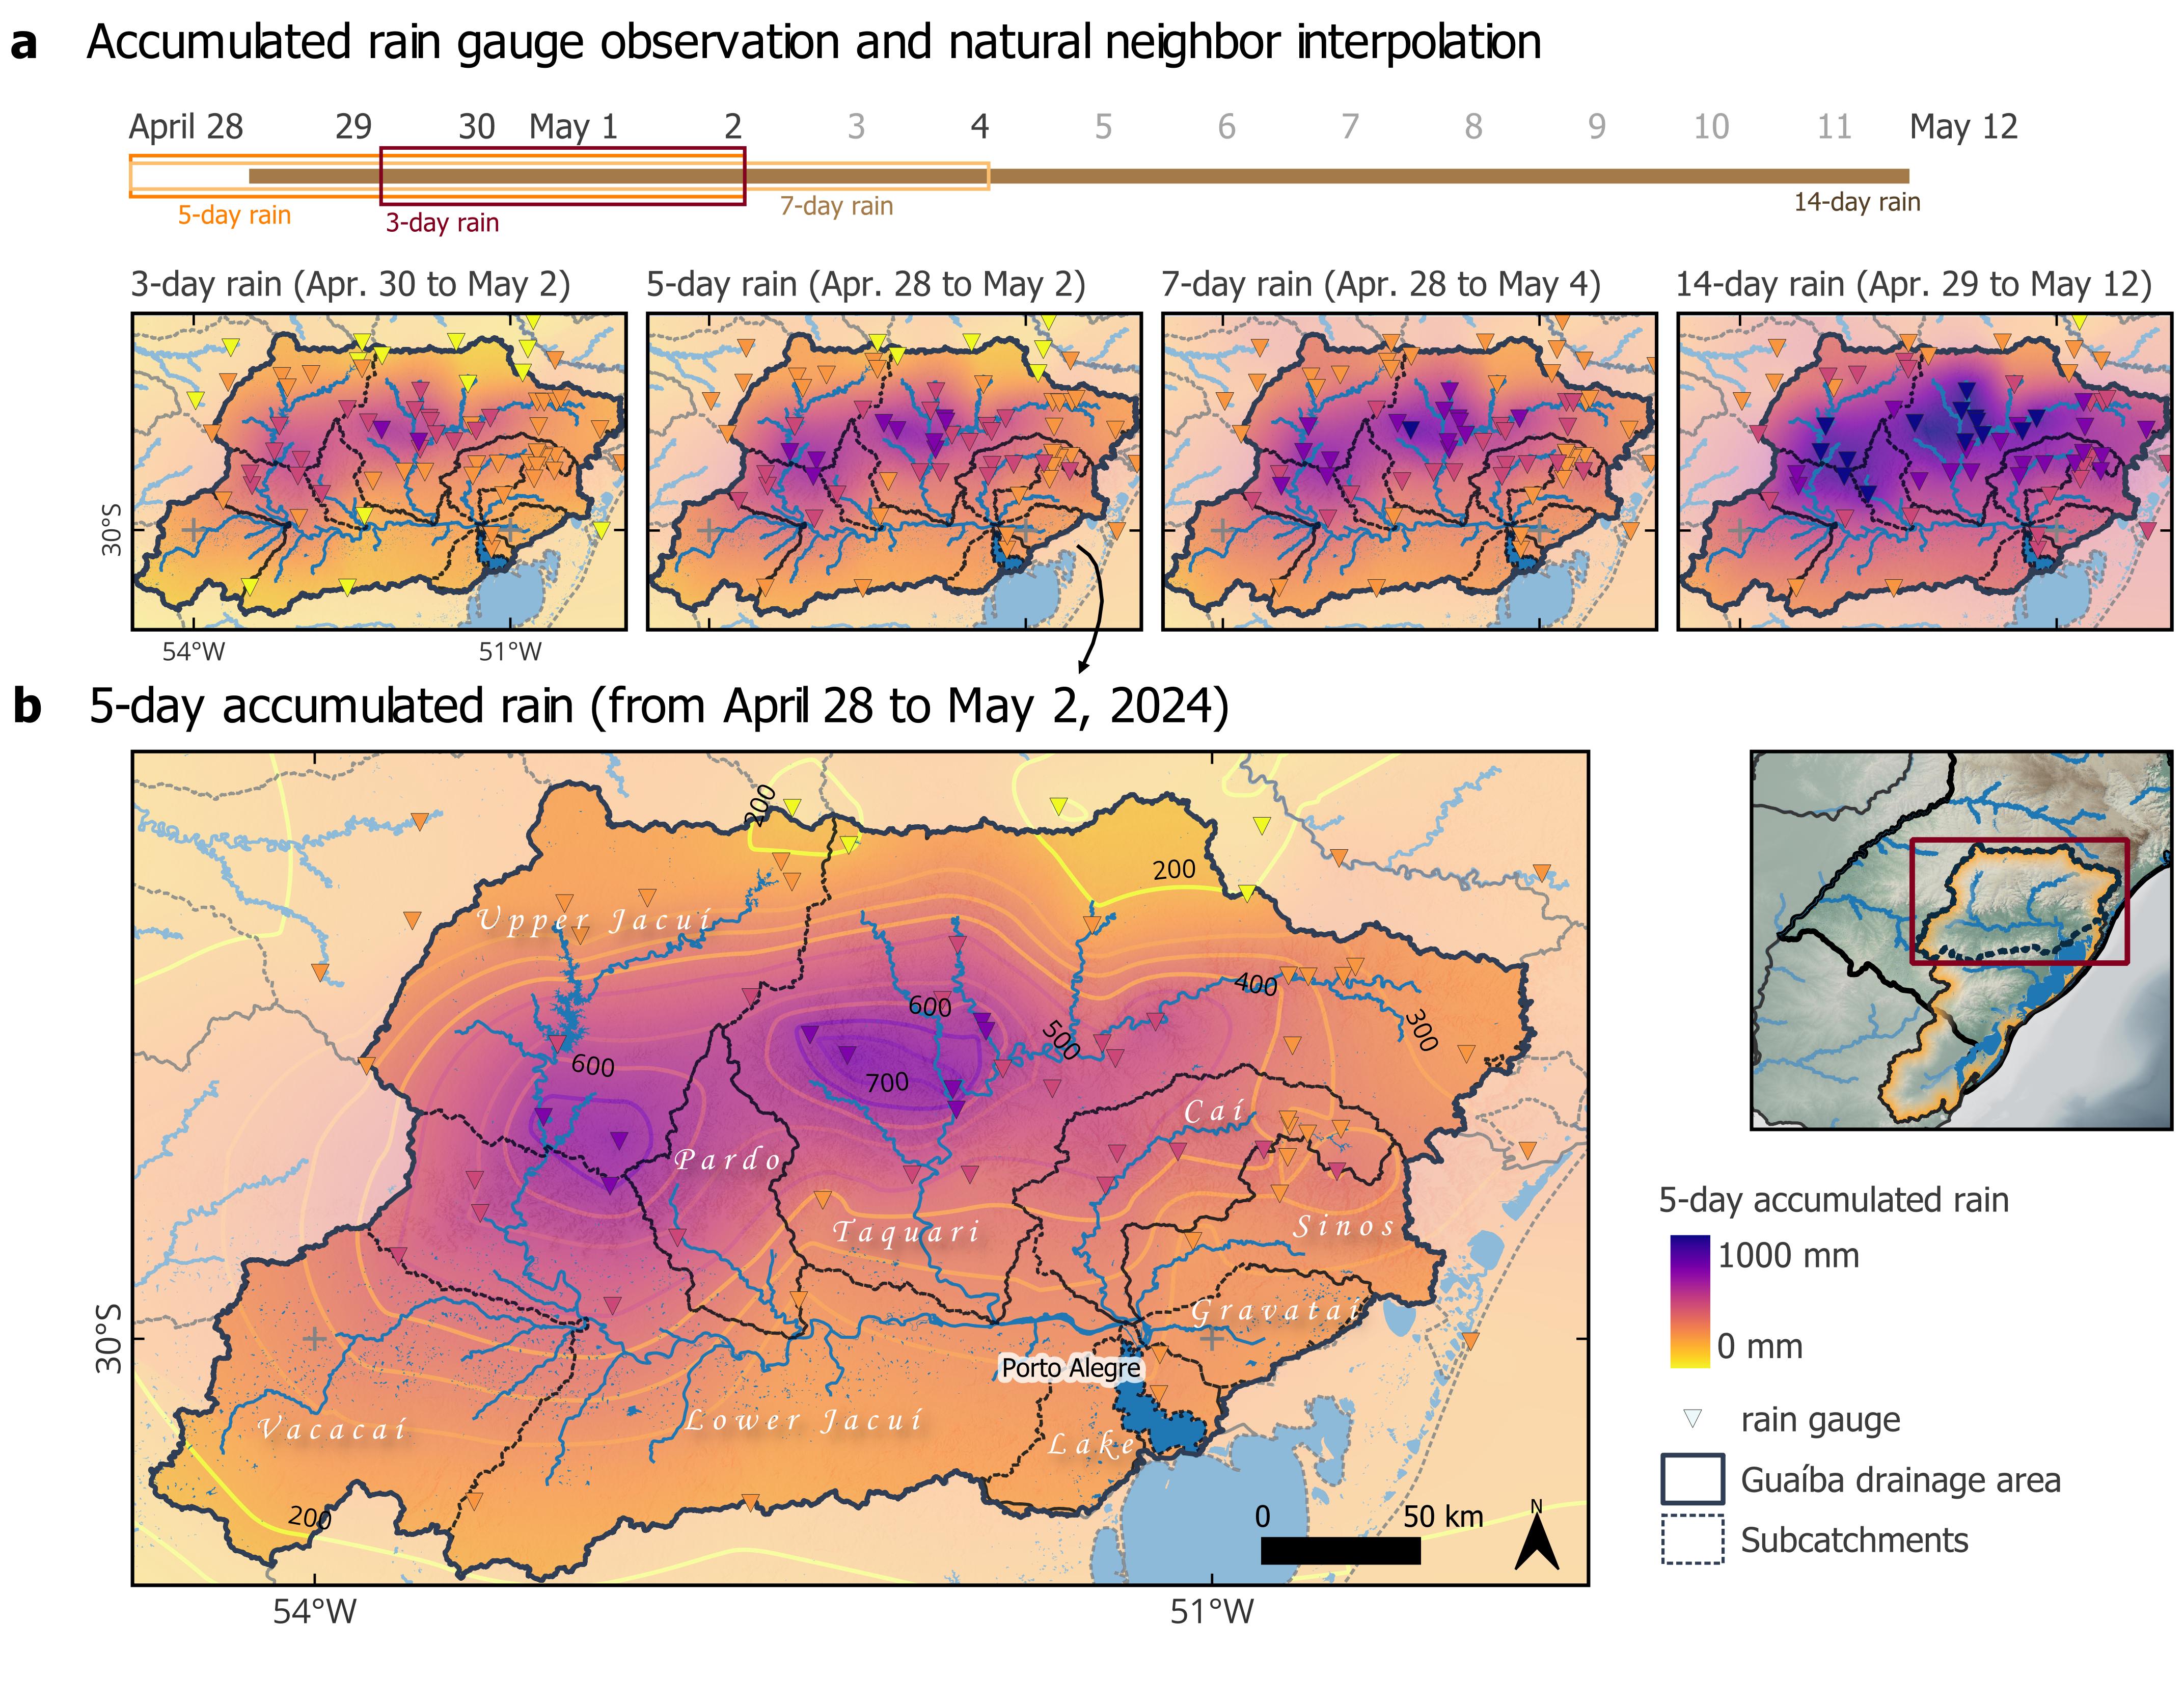 a Accumulated rain gauge observation and natural neighbor interpolation
April 28 29 30 May 1 2 3 4 5 6 7 8 9 10 11 May 12
5-day rain 3-day rain 7-day rain 14-day rain
3-day rain (Apr. 30 to May 2) 5-day rain (Apr. 28 to May 2) 7-day rain (Apr. 28 to May 4) 14-day rain (Apr. 29 to May 12)
30°S
54°W 51°W
b 5-day accumulated rain (from April 28 to May 2, 2024)
200
200
Upper Jacuí
400
600
300
500
600
700
Caí
Pardo
Taquari
Sinos
Gravataí
30°S
Porto Alegre
Vacacaí
Lower Jacuí
Lake
200
0 50 km
N
54°W 51°W
5-day accumulated rain
1000 mm
0 mm
rain gauge
Guaíba drainage area
Subcatchments